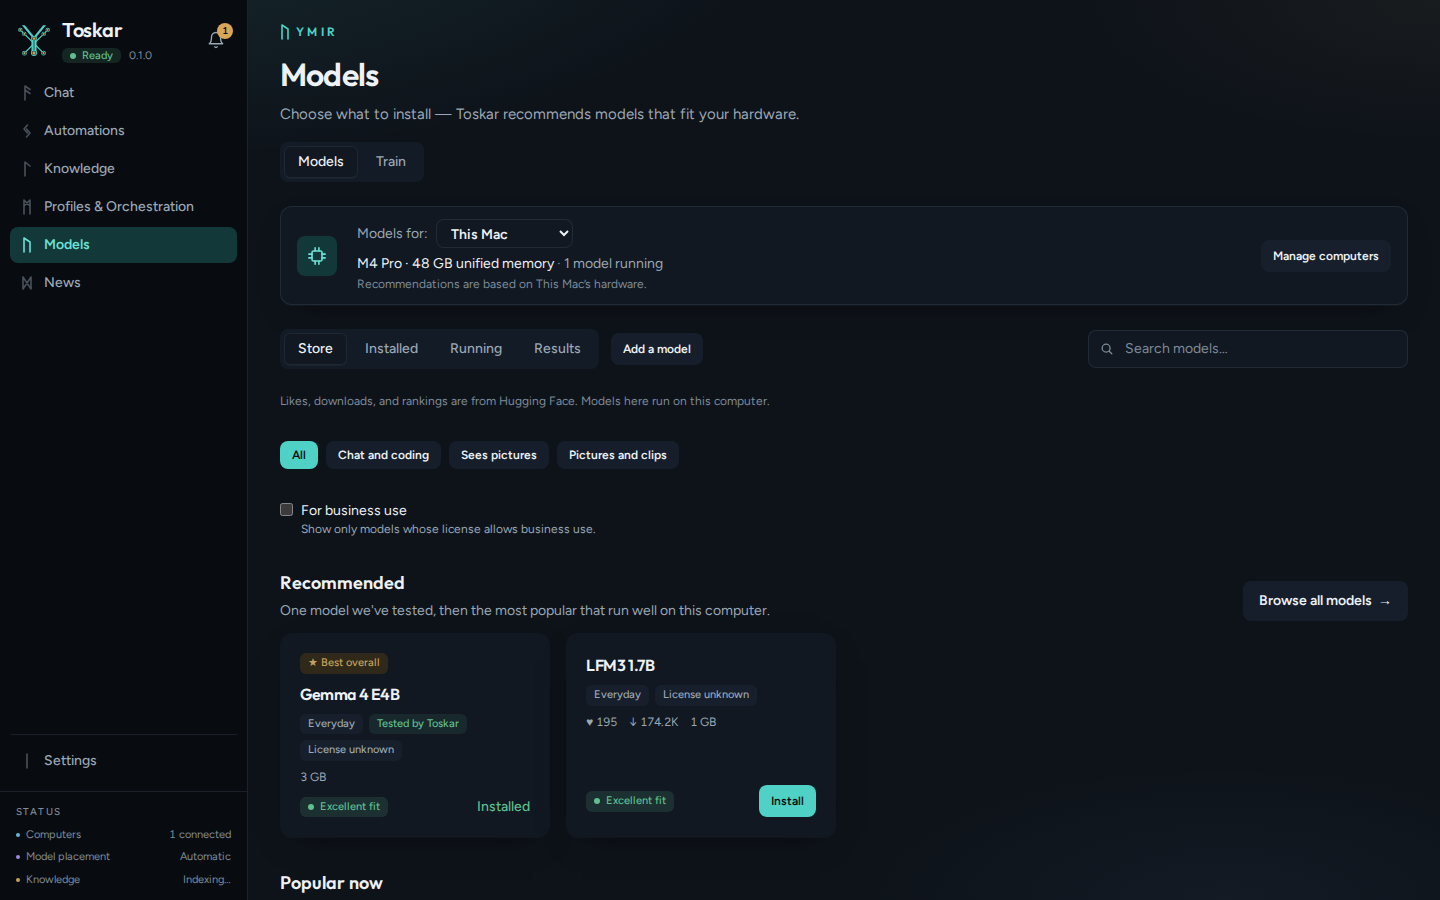 Toskar
1
Ready 0.1.0
Chat
Automations
Knowledge
Profiles & Orchestration
Models
News
Settings
STATUS
Computers 1 connected
Model placement Automatic
Knowledge Indexing...
YMIR
Models
Choose what to install — Toskar recommends models that fit your hardware.
Models Train
Models for: This Mac
M4 Pro · 48 GB unified memory · 1 model running
Recommendations are based on This Mac's hardware.
Manage computers
Store Installed Running Results Add a model Search models...
Likes, downloads, and rankings are from Hugging Face. Models here run on this computer.
All Chat and coding Sees pictures Pictures and clips
For business use
Show only models whose license allows business use.
Recommended
One model we've tested, then the most popular that run well on this computer.
Browse all models →
★ Best overall
Gemma 4 E4B
Everyday Tested by Toskar
License unknown
3 GB
Excellent fit Installed
LFM3 1.7B
Everyday License unknown
♥ 195 ↓ 174.2K 1 GB
Excellent fit Install
Popular now